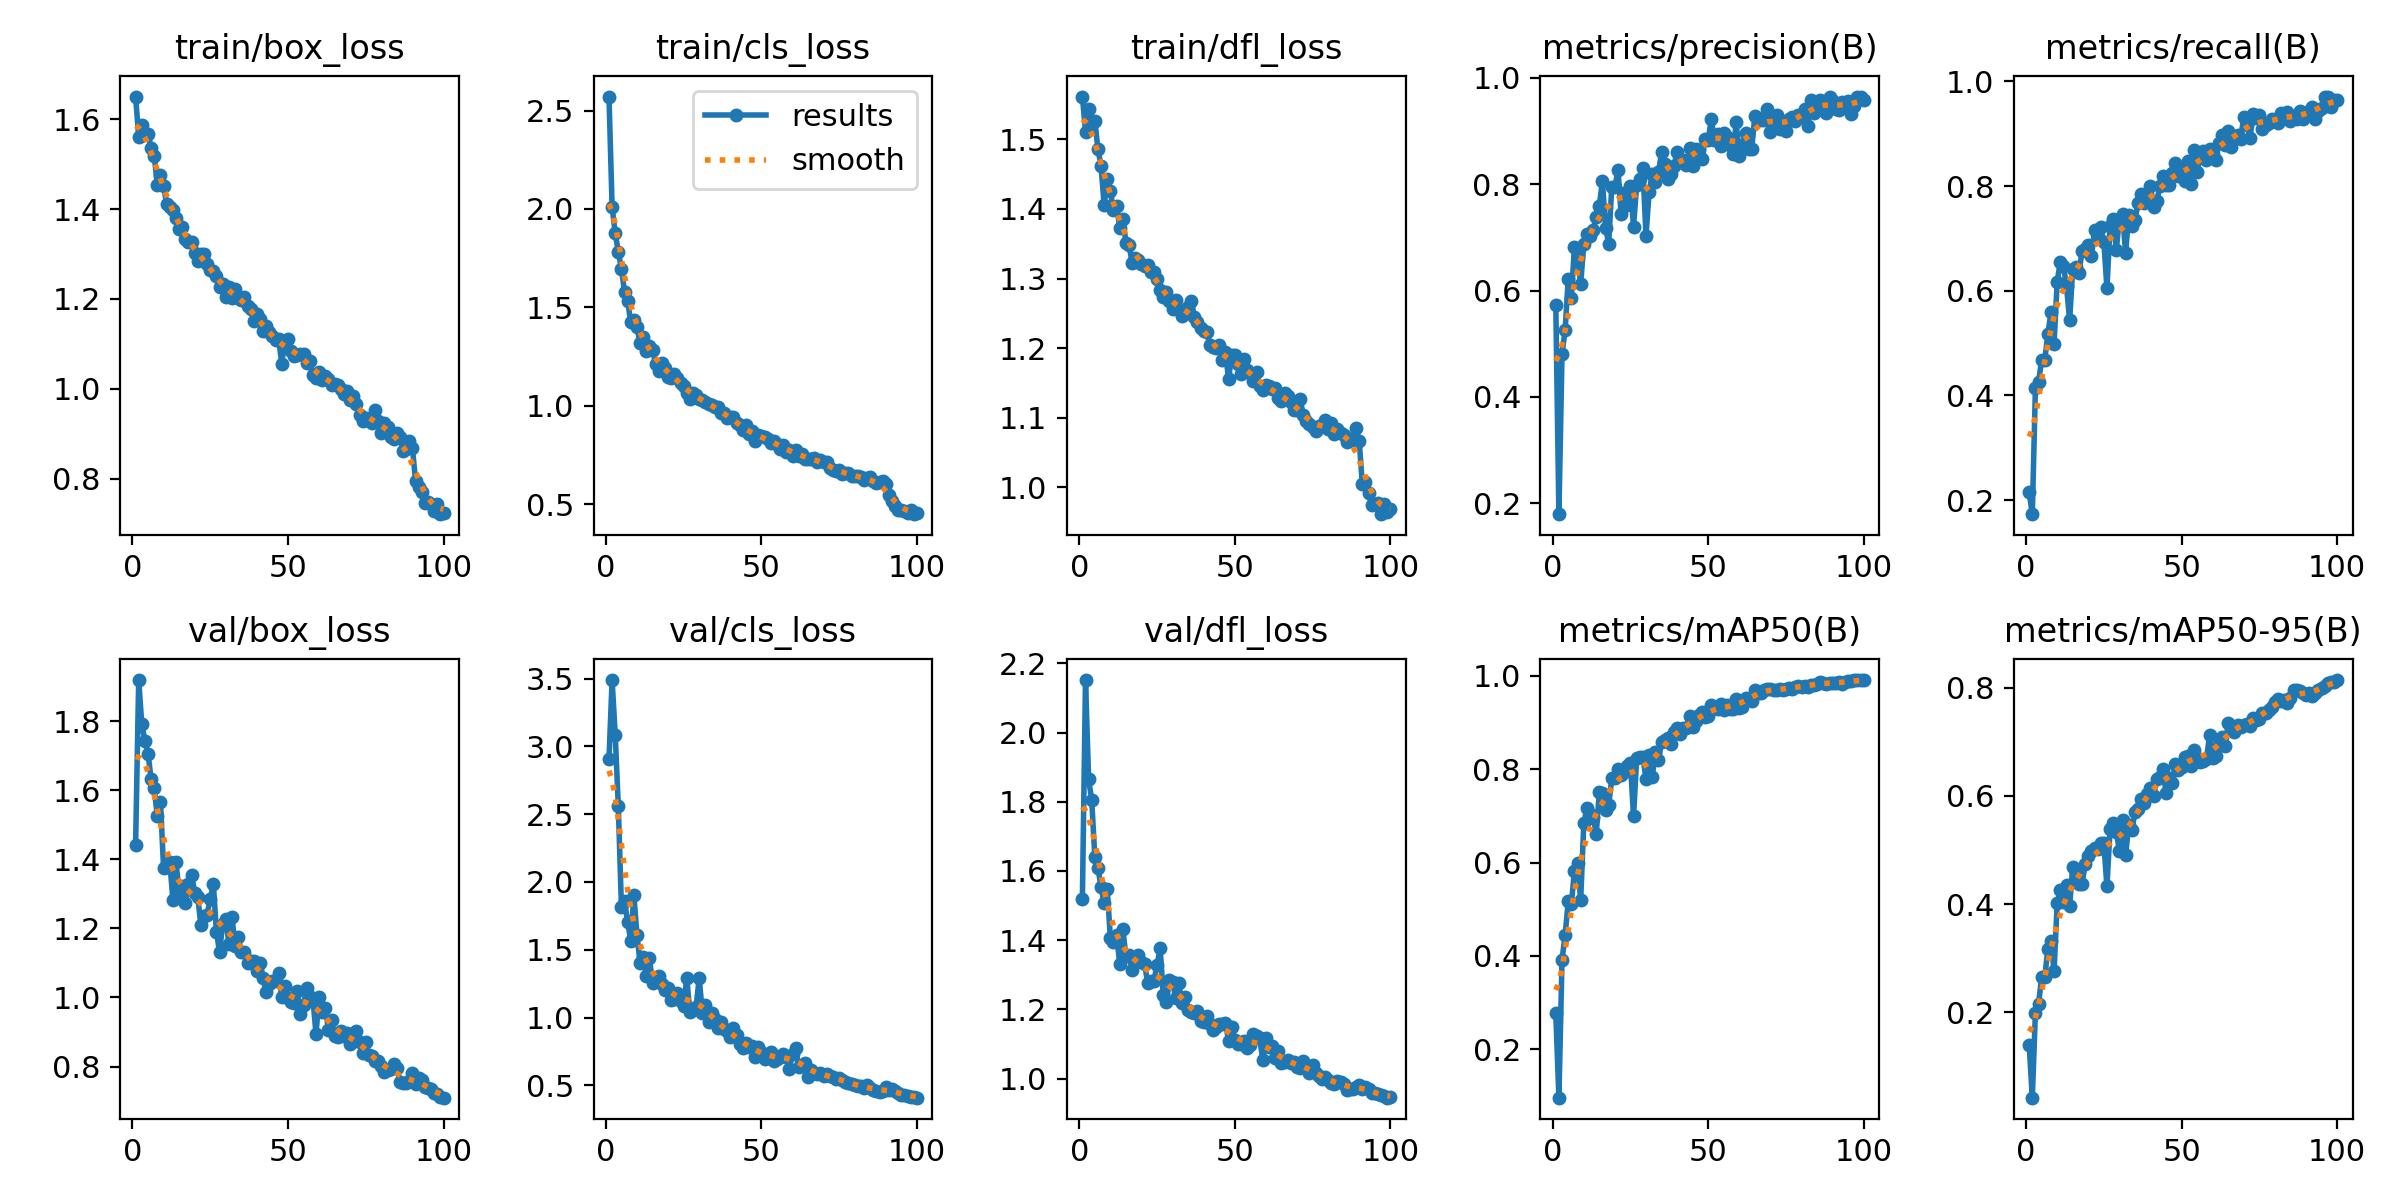 train/box_loss
1.6
1.4
1.2
1.0
0.8
0 50 100
train/cls_loss
results
smooth
2.5
2.0
1.5
1.0
0.5
0 50 100
train/dfl_loss
1.5
1.4
1.3
1.2
1.1
1.0
0 50 100
metrics/precision(B)
1.0
0.8
0.6
0.4
0.2
0 50 100
metrics/recall(B)
1.0
0.8
0.6
0.4
0.2
0 50 100
val/box_loss
1.8
1.6
1.4
1.2
1.0
0.8
0 50 100
val/cls_loss
3.5
3.0
2.5
2.0
1.5
1.0
0.5
0 50 100
val/dfl_loss
2.2
2.0
1.8
1.6
1.4
1.2
1.0
0 50 100
metrics/mAP50(B)
1.0
0.8
0.6
0.4
0.2
0 50 100
metrics/mAP50-95(B)
0.8
0.6
0.4
0.2
0 50 100